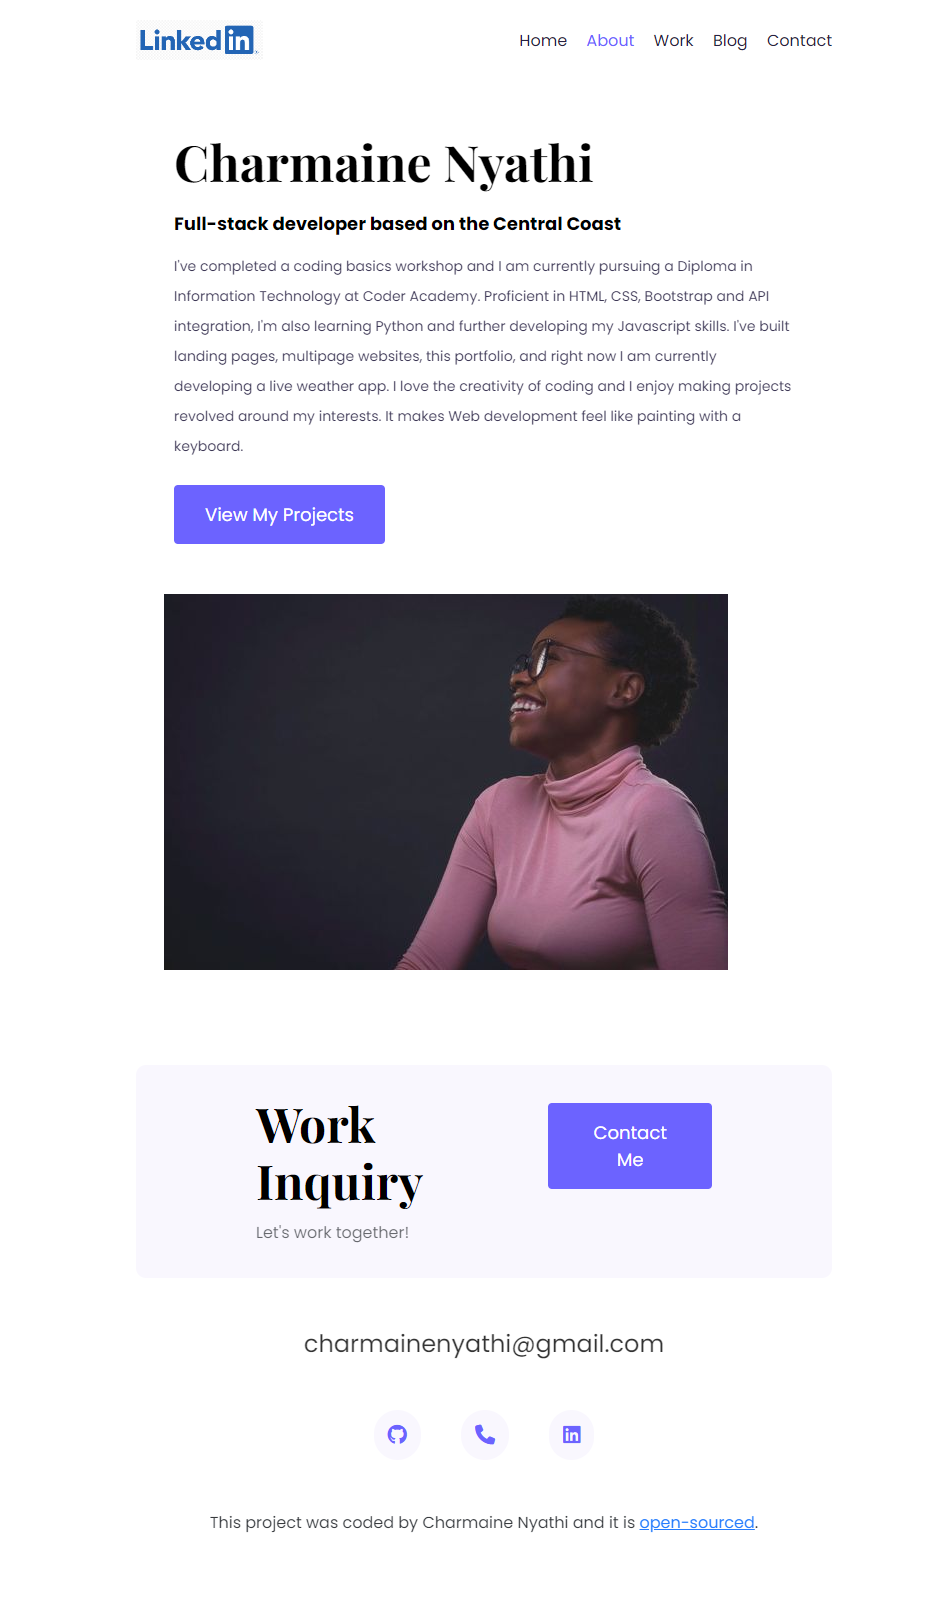 Linkedin Home About Work Blog Contact
Charmaine Nyathi
Full-stack developer based on the Central Coast
I've completed a coding basics workshop and I am currently pursuing a Diploma in
Information Technology at Coder Academy. Proficient in HTML, CSS, Bootstrap and API
integration, I'm also learning Python and further developing my Javascript skills. I've built
landing pages, multipage websites, this portfolio, and right now I am currently
developing a live weather app. I love the creativity of coding and I enjoy making projects
revolved around my interests. It makes Web development feel like painting with a
keyboard.
View My Projects
Work
Inquiry
Let's work together!
Contact
Me
charmainenyathi@gmail.com
in
This project was coded by Charmaine Nyathi and it is open-sourced.